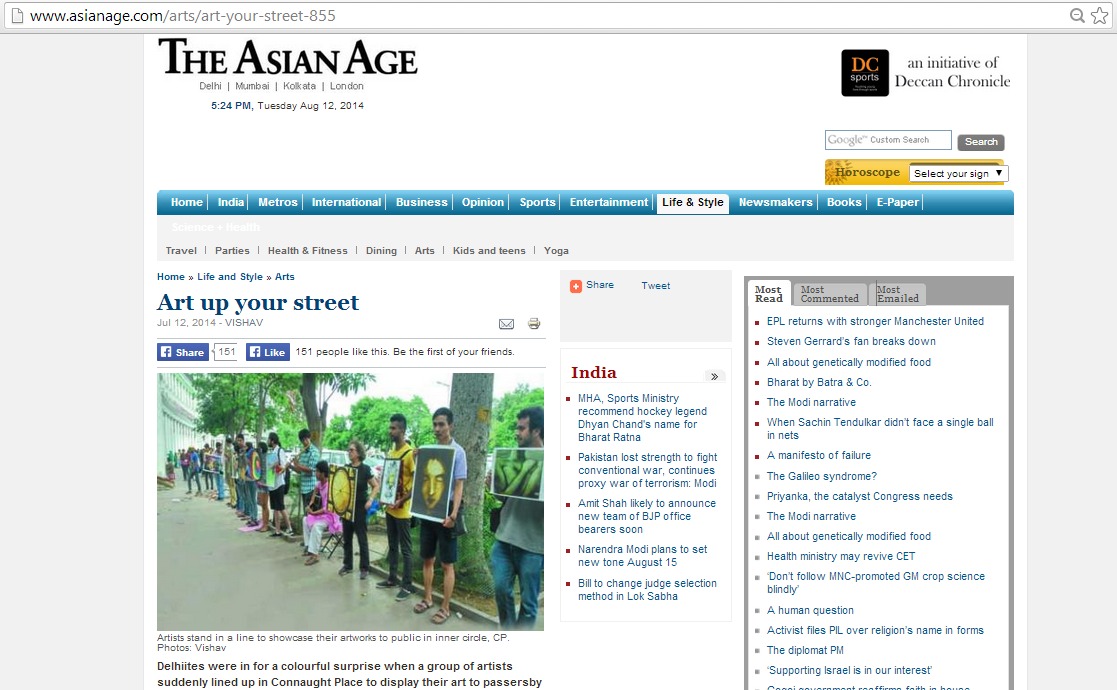 www.asianage.com/arts/art-your-street-855
THE ASIAN AGE
Delhi | Mumbai | Kolkata | London
5:24 PM, Tuesday Aug 12, 2014
DC
sports
an initiative of
Deccan Chronicle
Google™ Custom Search
Search
Horoscope
Select your sign
Home | India | Metros | International | Business | Opinion | Sports | Entertainment | Life & Style | Newsmakers | Books | E-Paper
Science + Health
Travel | Parties | Health & Fitness | Dining | Arts | Kids and teens | Yoga
Home » Life and Style » Arts
Art up your street
Jul 12, 2014 - VISHAV
Share 151 Like 151 people like this. Be the first of your friends.
Artists stand in a line to showcase their artworks to public in inner circle, CP.
Photos: Vishav
Delhiites were in for a colourful surprise when a group of artists
suddenly lined up in Connaught Place to display their art to passersby
Share Tweet
India »
MHA, Sports Ministry
recommend hockey legend
Dhyan Chand's name for
Bharat Ratna
Pakistan lost strength to fight
conventional war, continues
proxy war of terrorism: Modi
Amit Shah likely to announce
new team of BJP office
bearers soon
Narendra Modi plans to set
new tone August 15
Bill to change judge selection
method in Lok Sabha
Most
Read
Most
Commented
Most
Emailed
EPL returns with stronger Manchester United
Steven Gerrard's fan breaks down
All about genetically modified food
Bharat by Batra & Co.
The Modi narrative
When Sachin Tendulkar didn't face a single ball
in nets
A manifesto of failure
The Galileo syndrome?
Priyanka, the catalyst Congress needs
The Modi narrative
All about genetically modified food
Health ministry may revive CET
'Don't follow MNC-promoted GM crop science
blindly'
A human question
Activist files PIL over religion's name in forms
The diplomat PM
'Supporting Israel is in our interest'
Gogoi government reaffirms faith in house